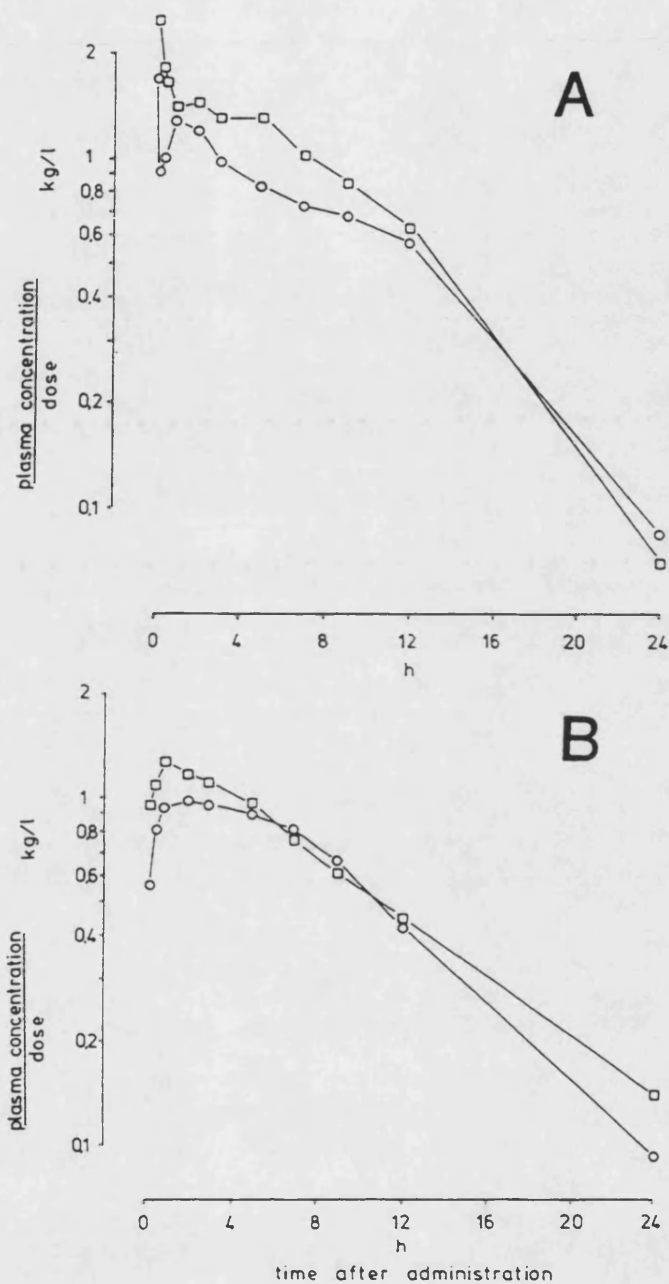 A
2
1
0.8
0.6
0.4
0.2
0.1
kg/l
plasma concentration
dose
0 4 8 12 16 20 24
h
B
2
1
0.8
0.6
0.4
0.2
0.1
kg/l
plasma concentration
dose
0 4 8 12 16 20 24
h
time after administration